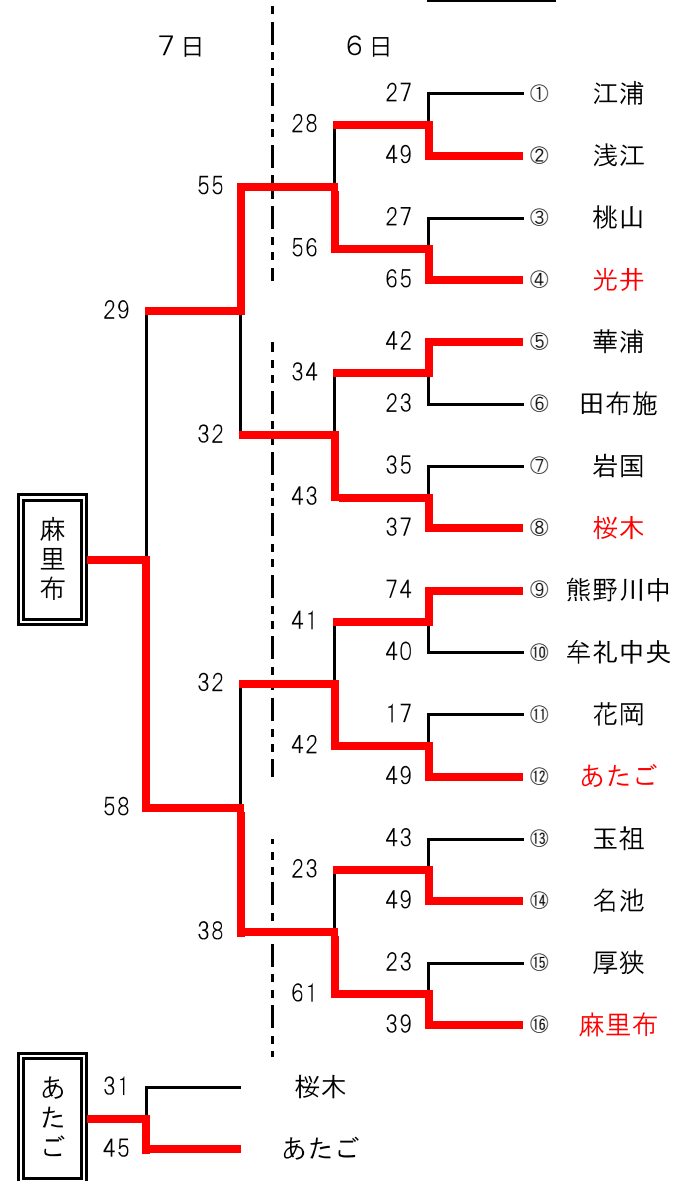 7日 6日
27 ① 江浦
28
49 ② 浅江
55
27 ③ 桃山
56
65 ④ 光井
29
42 ⑤ 華浦
34
23 ⑥ 田布施
32
35 ⑦ 岩国
43
37 ⑧ 桜木
麻里布
74 ⑨ 熊野川中
41
40 ⑩ 牟礼中央
32
17 ⑪ 花岡
42
49 ⑫ あたご
58
43 ⑬ 玉祖
23
49 ⑭ 名池
38
23 ⑮ 厚狭
61
39 ⑯ 麻里布
31 桜木
あたご
45 あたご